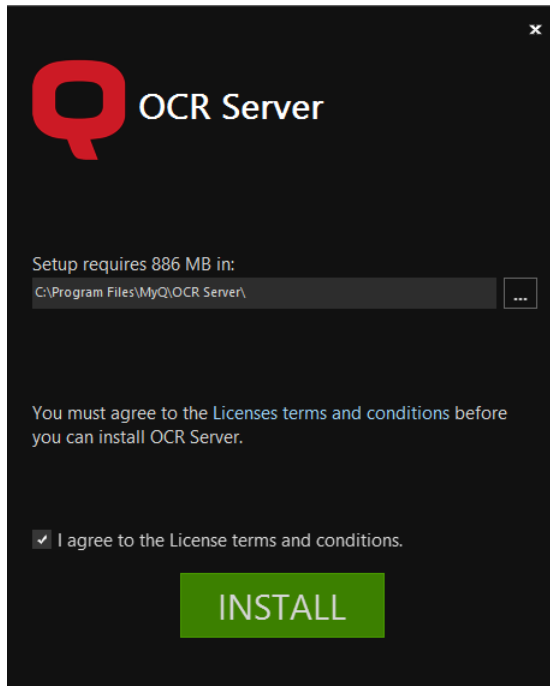 x
Q OCR Server
Setup requires 886 MB in:
C:\Program Files\MyQ\OCR Server\
...
You must agree to the Licenses terms and conditions before
you can install OCR Server.
I agree to the License terms and conditions.
INSTALL